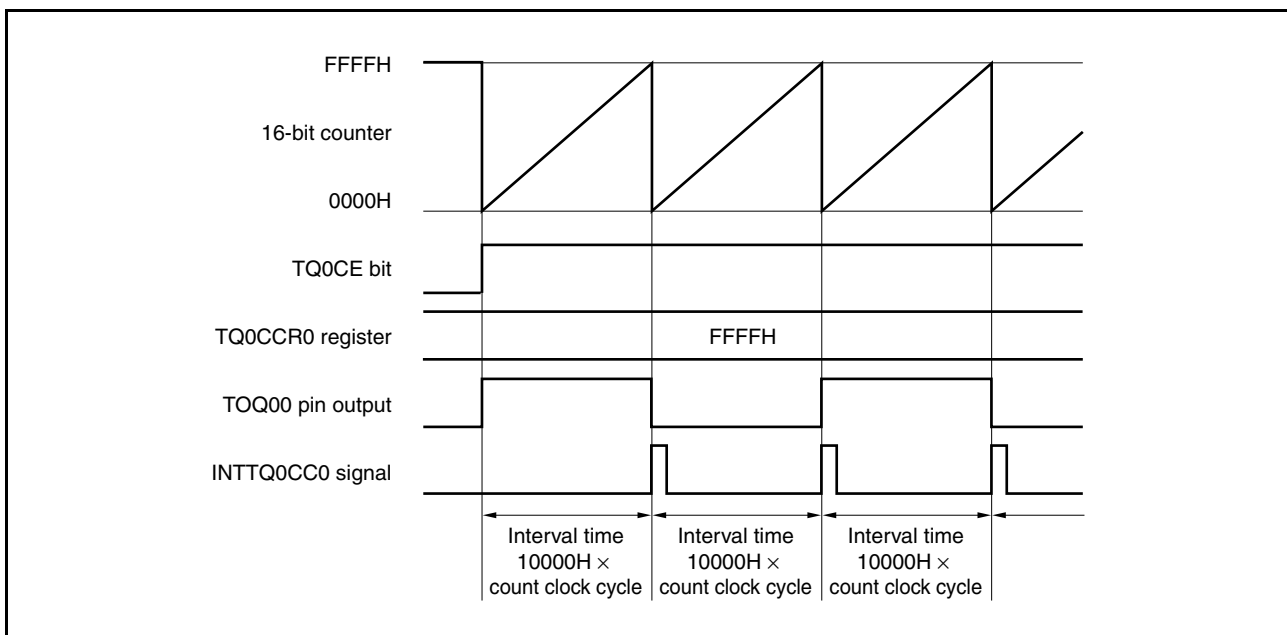 FFFFH
16-bit counter
0000H
TQ0CE bit
TQ0CCR0 register
FFFFH
TOQ00 pin output
INTTQ0CC0 signal
Interval time
10000H ×
count clock cycle
Interval time
10000H ×
count clock cycle
Interval time
10000H ×
count clock cycle